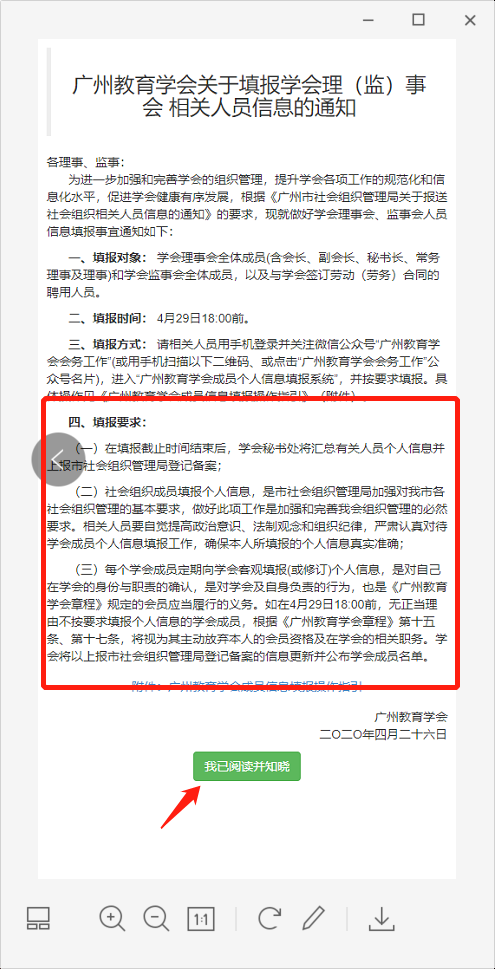 广州教育学会关于填报学会理（监）事
会 相关人员信息的通知
各理事、监事：
为进一步加强和完善学会的组织管理，提升学会各项工作的规范化和信
息化水平，促进学会健康有序发展，根据《广州市社会组织管理局关于报送
社会组织相关人员信息的通知》的要求，现就做好学会理事会、监事会人员
信息填报事宜通知如下：
一、填报对象： 学会理事会全体成员(含会长、副会长、秘书长、常务
理事及理事)和学会监事会全体成员，以及与学会签订劳动（劳务）合同的
聘用人员。
二、填报时间： 4月29日18:00前。
三、填报方式： 请相关人员用手机登录并关注微信公众号“广州教育学
会会务工作”(或用手机扫描以下二维码、或点击“广州教育学会会务工作”公
众号名片)，进入“广州教育学会成员个人信息填报系统”，并按要求填报。具
体操作见《广州教育学会成员信息填报操作指引》（附件）。
四、填报要求：
（一）在填报截止时间结束后，学会秘书处将汇总有关人员个人信息并
上报市社会组织管理局登记备案；
（二）社会组织成员填报个人信息，是市社会组织管理局加强对我市各
社会组织管理的基本要求，做好此项工作是加强和完善我会组织管理的必然
要求。相关人员要自觉提高政治意识、法制观念和组织纪律，严肃认真对待
学会成员个人信息填报工作，确保本人所填报的个人信息真实准确；
（三）每个学会成员定期向学会客观填报(或修订)个人信息，是对自己
在学会的身份与职责的确认，是对学会及自身负责的行为，也是《广州教育
学会章程》规定的会员应当履行的义务。如在4月29日18:00前，无正当理
由不按要求填报个人信息的学会成员，根据《广州教育学会章程》第十五
条、第十七条，将视为其主动放弃本人的会员资格及在学会的相关职务。学
会将以上报市社会组织管理局登记备案的信息更新并公布学会成员名单。
附件：广州教育学会成员信息填报操作指引
广州教育学会
二〇二〇年四月二十六日
我已阅读并知晓
1:1